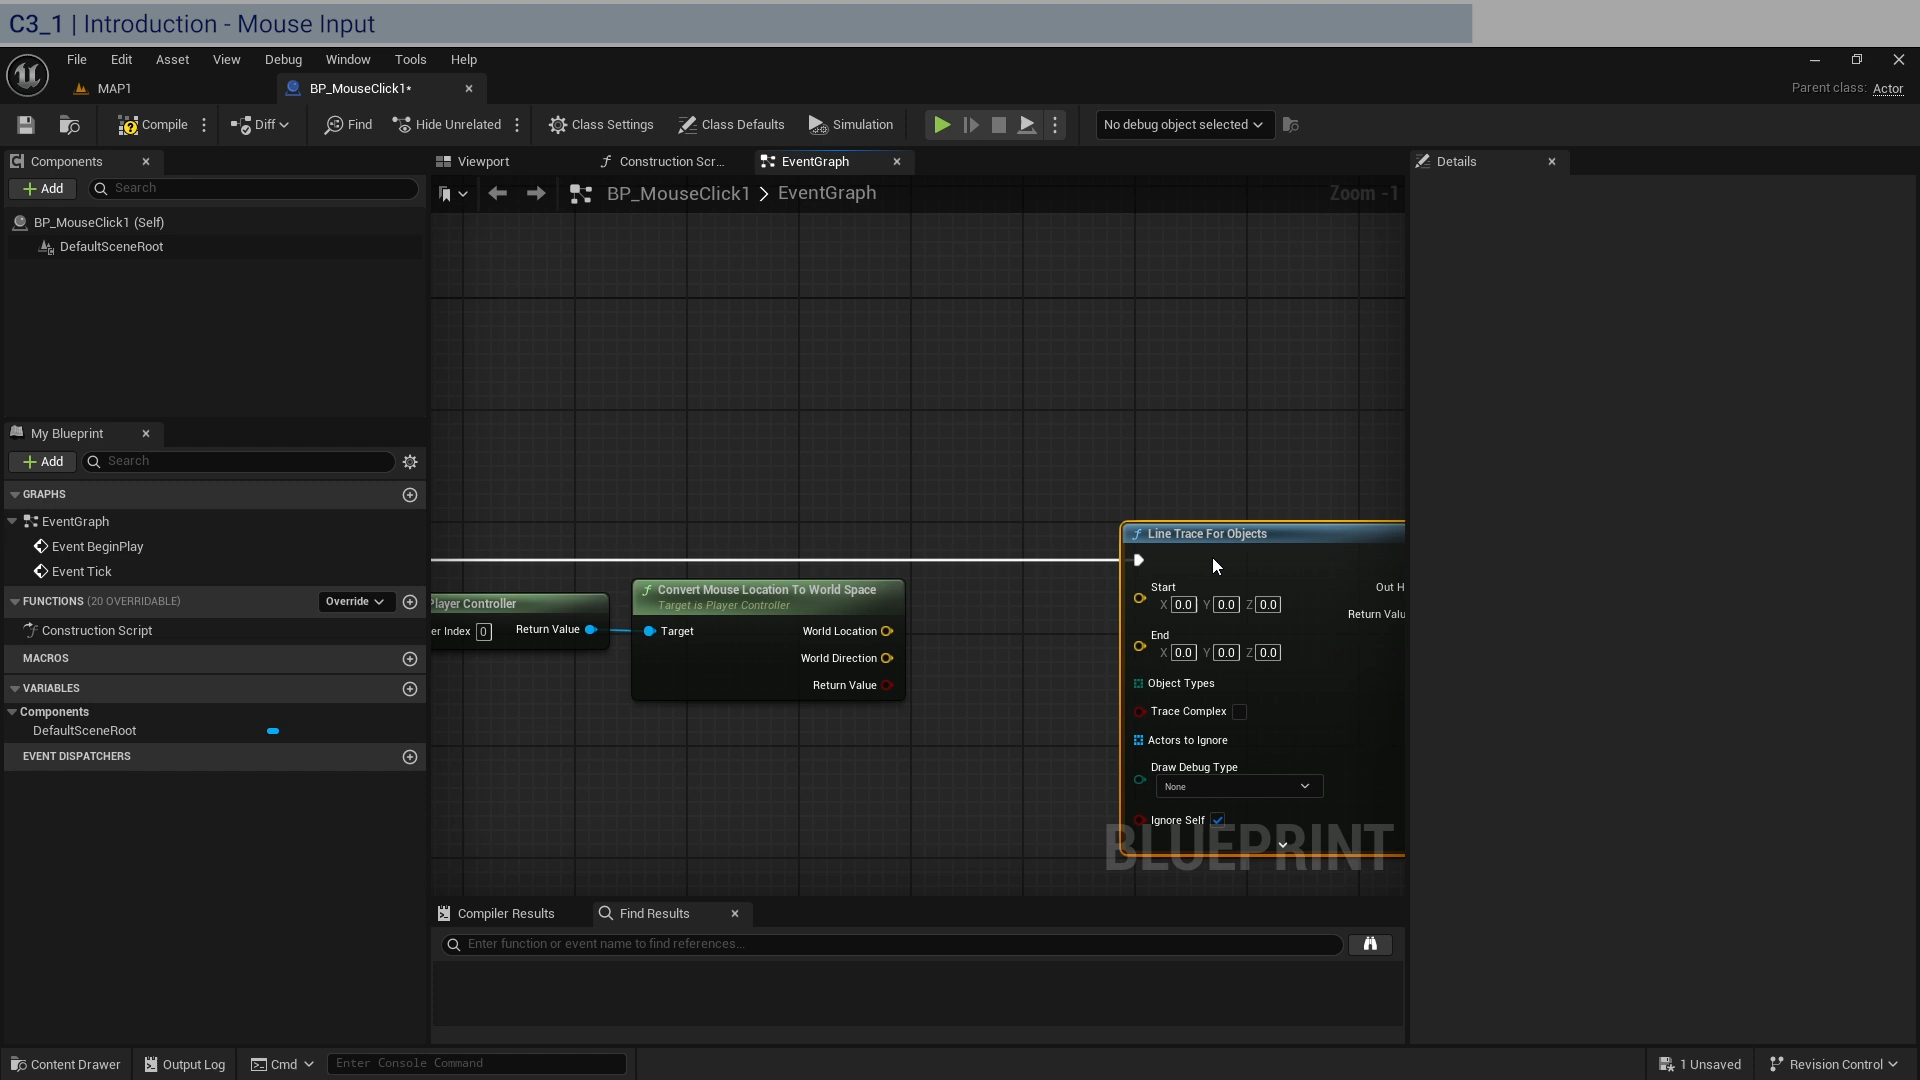 C3_1 | Introduction - Mouse Input
File Edit Asset View Window Debug Tools Help
MAP1
BP_MouseClick1*
Parent class: Actor
Compile Diff Find Hide Unrelated Class Settings Class Defaults Simulation No debug object selected
Components
Add Search
BP_MouseClick1 (Self)
DefaultSceneRoot
My Blueprint
Add Search
GRAPHS
EventGraph
Event BeginPlay
Event Tick
FUNCTIONS (20 OVERRIDABLE) Override
Construction Script
MACROS
VARIABLES
Components
DefaultSceneRoot
EVENT DISPATCHERS
Viewport Construction Scr... EventGraph
BP_MouseClick1 > EventGraph Zoom -1
layer Controller
er Index 0 Return Value
Convert Mouse Location To World Space
Target is Player Controller
Target World Location
World Direction
Return Value
Line Trace For Objects
Start Out H
X 0.0 Y 0.0 Z 0.0
Return Valu
End
X 0.0 Y 0.0 Z 0.0
Object Types
Trace Complex
Actors to Ignore
Draw Debug Type
None
Ignore Self
BLUEPRINT
Compiler Results Find Results
Enter function or event name to find references...
Details
Content Drawer Output Log Cmd Enter Console Command 1 Unsaved Revision Control